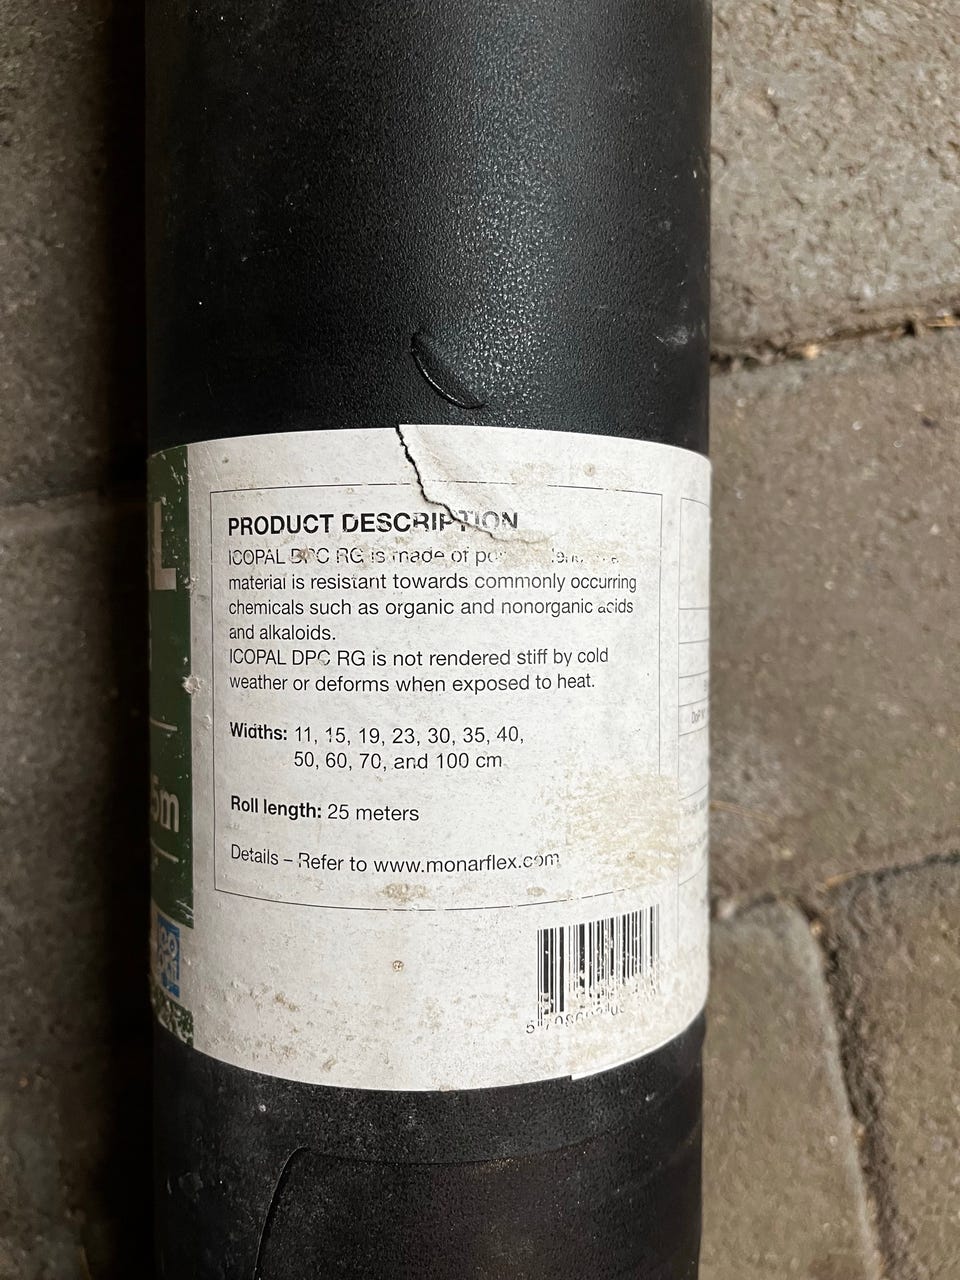 PRODUCT DESCRIPTION
ICOPAL DPC RG is made of
material is resistant towards commonly occurring
chemicals such as organic and nonorganic acids
and alkaloids.
ICOPAL DPC RG is not rendered stiff by cold
weather or deforms when exposed to heat.
Widths: 11, 15, 19, 23, 30, 35, 40,
50, 60, 70, and 100 cm
Roll length: 25 meters
Details – Refer to www.monarflex.com
L
5m